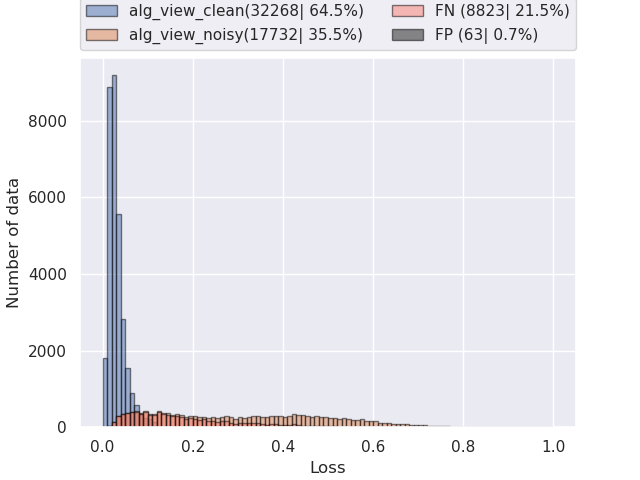 alg_view_clean(32268| 64.5%)
FN (8823| 21.5%)
alg_view_noisy(17732| 35.5%)
FP (63| 0.7%)
8000
6000
4000
2000
0
Number of data
0.0
0.2
0.4
0.6
0.8
1.0
Loss